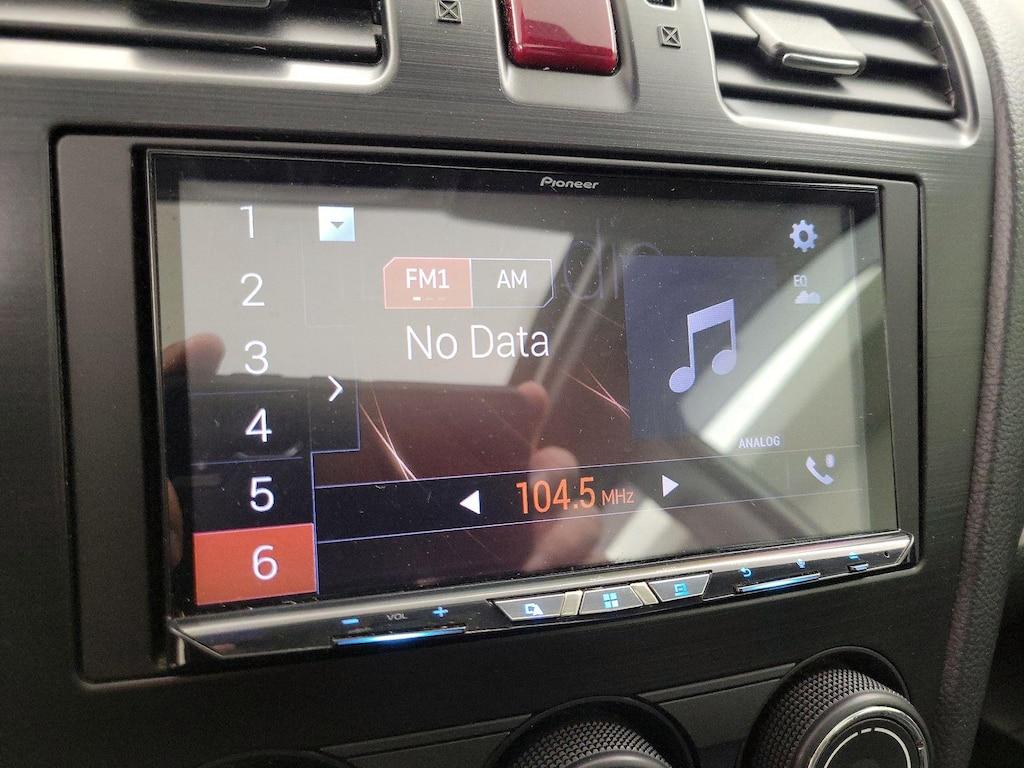 Pioneer
1
2
3
4
5
6
FM1 AM
No Data
EQ
ANALOG
104.5 MHz
VOL